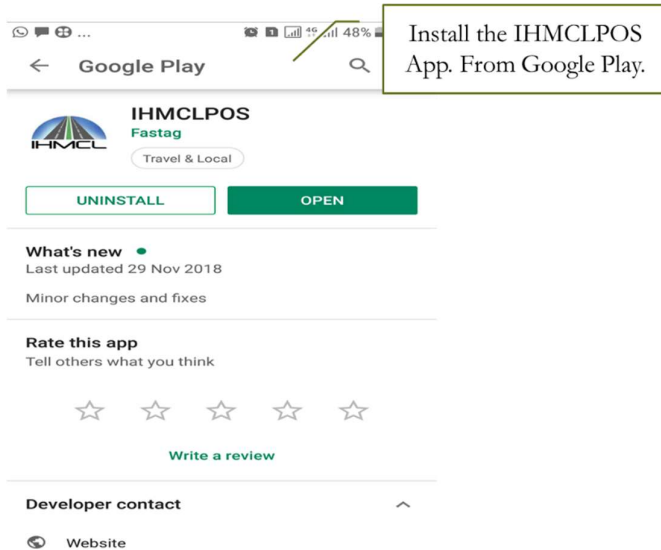 Install the IHMCLPOS
App. From Google Play.
... 4G 48%
Google Play
IHMCL
IHMCLPOS
Fastag
Travel & Local
UNINSTALL
OPEN
What's new
Last updated 29 Nov 2018
Minor changes and fixes
Rate this app
Tell others what you think
Write a review
Developer contact
Website